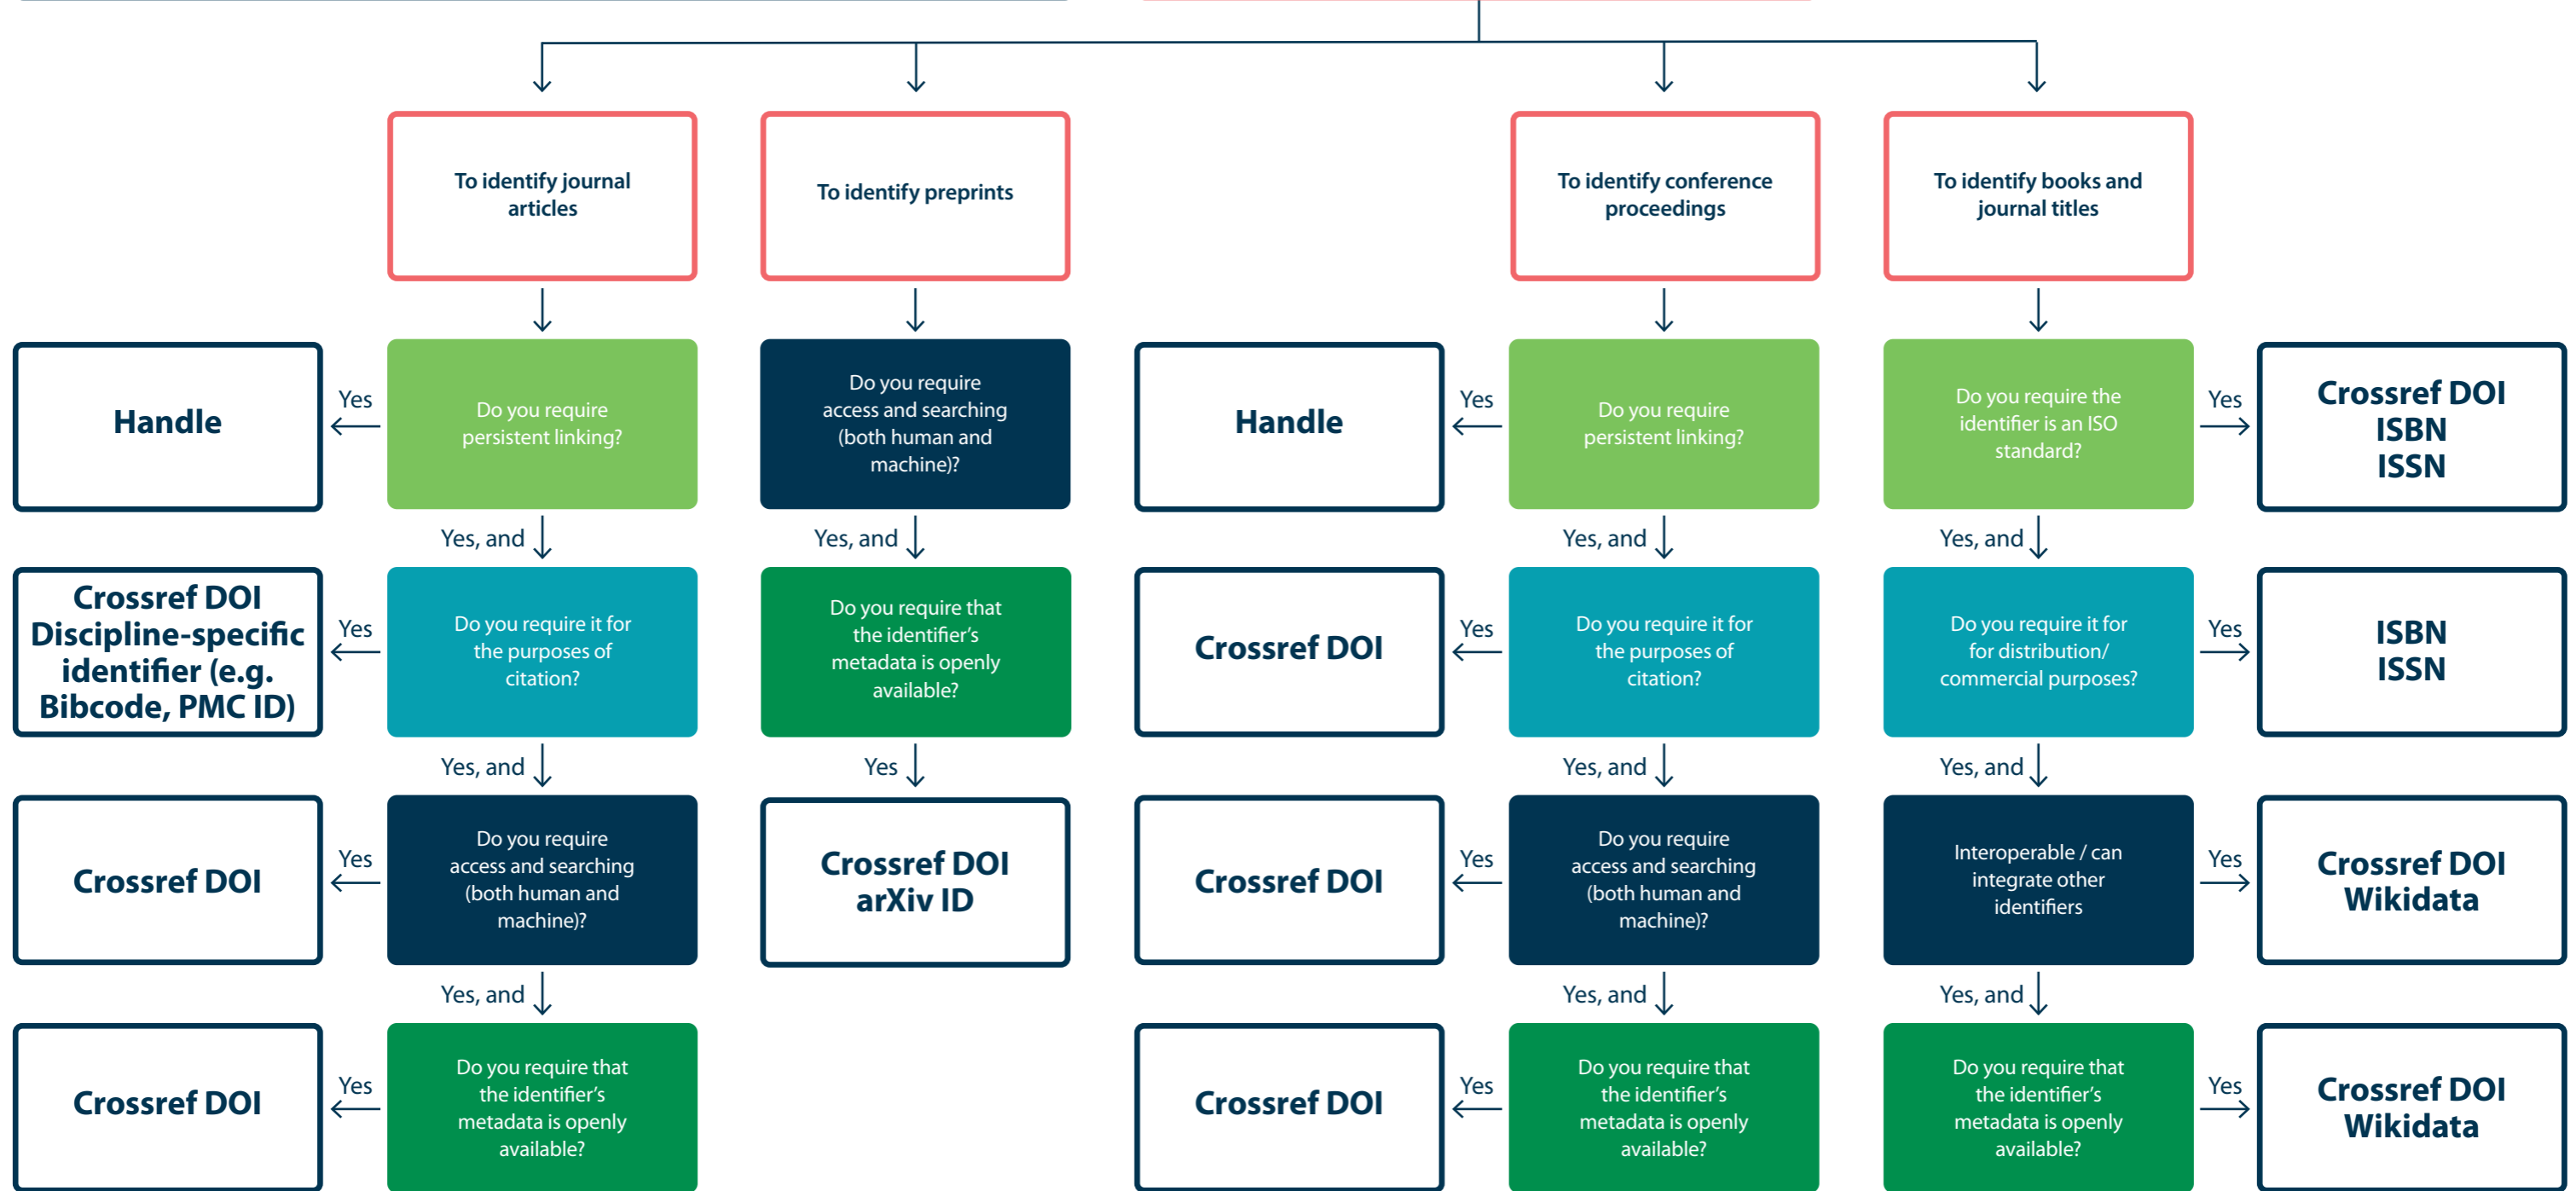 To identify journal
articles
To identify preprints
To identify conference
proceedings
To identify books and
journal titles
Handle
Yes
Do you require
persistent linking?
Do you require
access and searching
(both human and
machine)?
Handle
Yes
Do you require
persistent linking?
Do you require the
identifier is an ISO
standard?
Yes
Crossref DOI
ISBN
ISSN
Yes, and
Yes, and
Yes, and
Yes, and
Crossref DOI
Discipline-specific
identifier (e.g.
Bibcode, PMC ID)
Yes
Do you require it for
the purposes of
citation?
Do you require that
the identifier's
metadata is openly
available?
Crossref DOI
Yes
Do you require it for
the purposes of
citation?
Do you require it for
for distribution/
commercial purposes?
Yes
ISBN
ISSN
Yes, and
Yes
Yes, and
Yes, and
Crossref DOI
Yes
Do you require
access and searching
(both human and
machine)?
Crossref DOI
arXiv ID
Crossref DOI
Yes
Do you require
access and searching
(both human and
machine)?
Interoperable / can
integrate other
identifiers
Yes
Crossref DOI
Wikidata
Yes, and
Yes, and
Yes, and
Crossref DOI
Yes
Do you require that
the identifier's
metadata is openly
available?
Crossref DOI
Yes
Do you require that
the identifier's
metadata is openly
available?
Do you require that
the identifier's
metadata is openly
available?
Yes
Crossref DOI
Wikidata